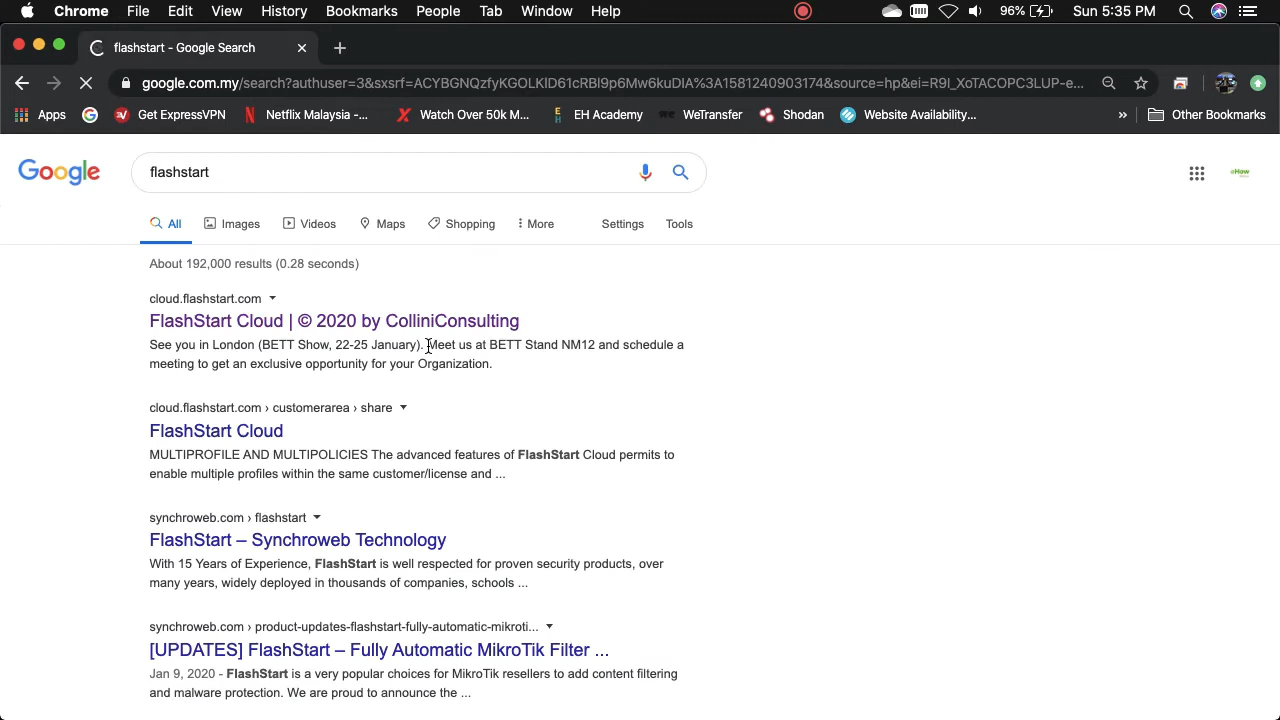 Chrome File Edit View History Bookmarks People Tab Window Help 96% Sun 5:35 PM
flashstart - Google Search
google.com.my/search?authuser=3&sxsrf=ACYBGNQzfyKGOLKlD61cRBl9p6Mw6kuDIA%3A1581240903174&source=hp&ei=R9I_XoTACOPC3LUP-e...
Apps Get ExpressVPN Netflix Malaysia -... Watch Over 50k M... EH Academy WeTransfer Shodan Website Availability... » Other Bookmarks
Google flashstart
All Images Videos Maps Shopping More Settings Tools
About 192,000 results (0.28 seconds)
cloud.flashstart.com
FlashStart Cloud | © 2020 by ColliniConsulting
See you in London (BETT Show, 22-25 January). Meet us at BETT Stand NM12 and schedule a
meeting to get an exclusive opportunity for your Organization.
cloud.flashstart.com › customerarea › share
FlashStart Cloud
MULTIPROFILE AND MULTIPOLICIES The advanced features of FlashStart Cloud permits to
enable multiple profiles within the same customer/license and ...
synchroweb.com › flashstart
FlashStart – Synchroweb Technology
With 15 Years of Experience, FlashStart is well respected for proven security products, over
many years, widely deployed in thousands of companies, schools ...
synchroweb.com › product-updates-flashstart-fully-automatic-mikroti...
[UPDATES] FlashStart – Fully Automatic MikroTik Filter ...
Jan 9, 2020 - FlashStart is a very popular choices for MikroTik resellers to add content filtering
and malware protection. We are proud to announce the ...